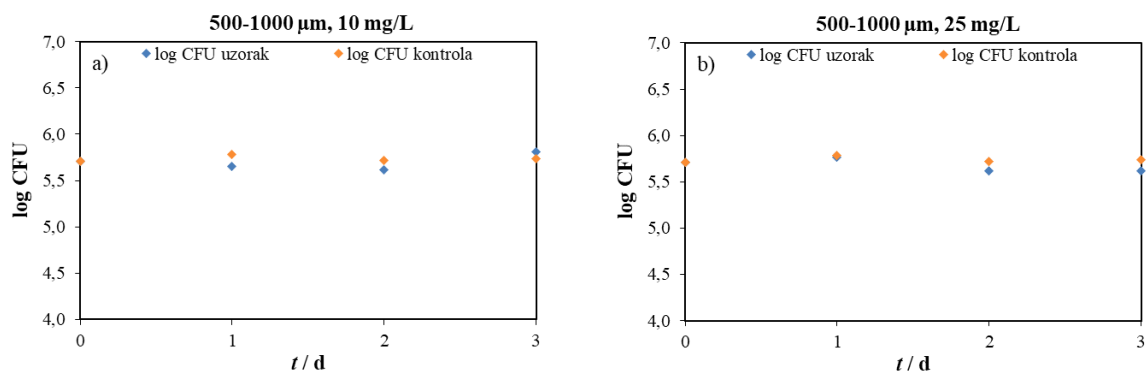 500-1000 µm, 10 mg/L
a)
log CFU uzorak
log CFU kontrola
7,0
6,5
6,0
5,5
5,0
4,5
4,0
log CFU
0 1 2 3
t / d
500-1000 µm, 25 mg/L
b)
log CFU uzorak
log CFU kontrola
7,0
6,5
6,0
5,5
5,0
4,5
4,0
log CFU
0 1 2 3
t / d